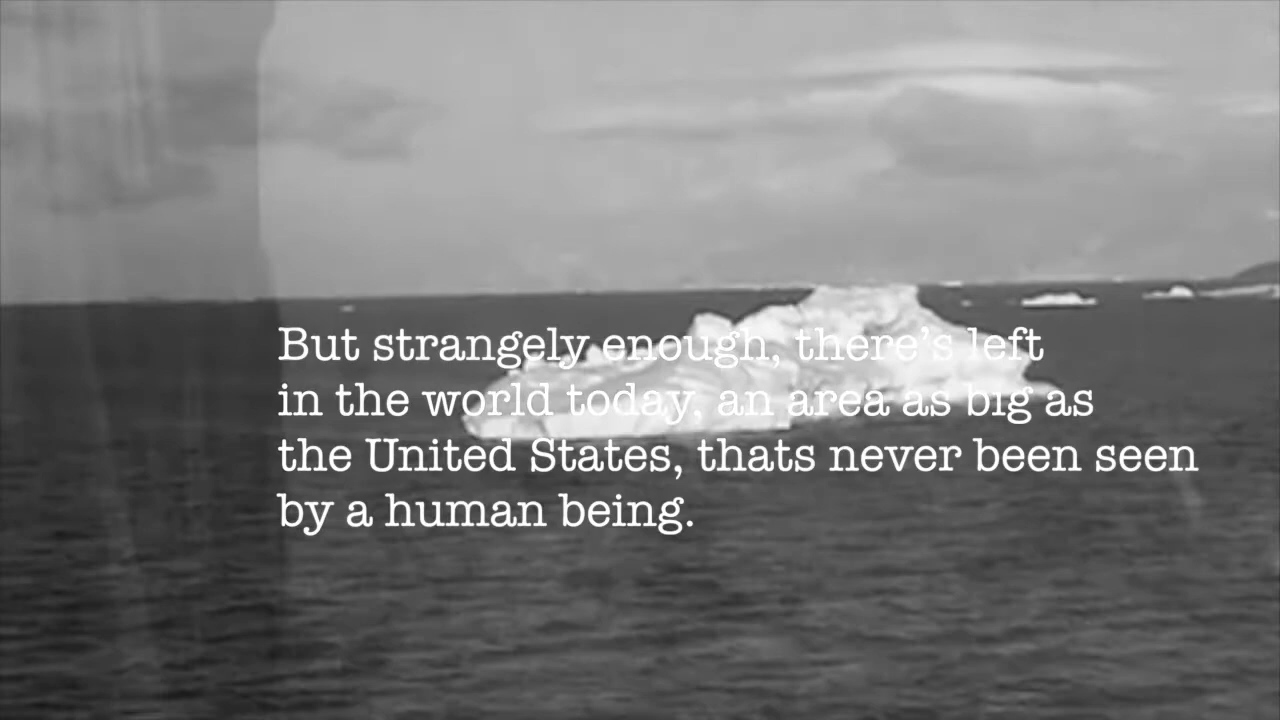 But strangely enough, there's left
in the world today, an area as big as
the United States, thats never been seen
by a human being.